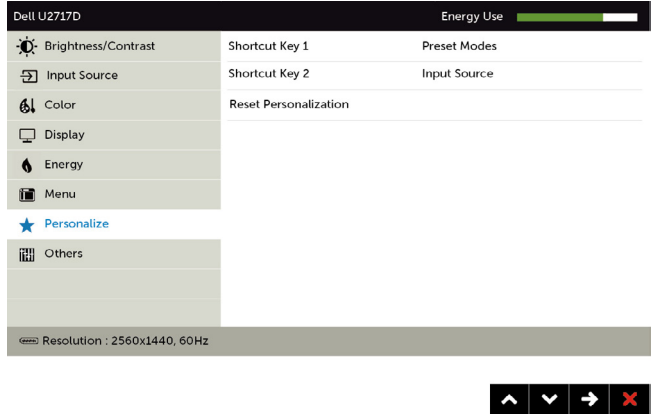 Dell U2717D Energy Use
Brightness/Contrast Shortcut Key 1 Preset Modes
Input Source Shortcut Key 2 Input Source
Color Reset Personalization
Display
Energy
Menu
Personalize
Others
Resolution : 2560x1440, 60Hz